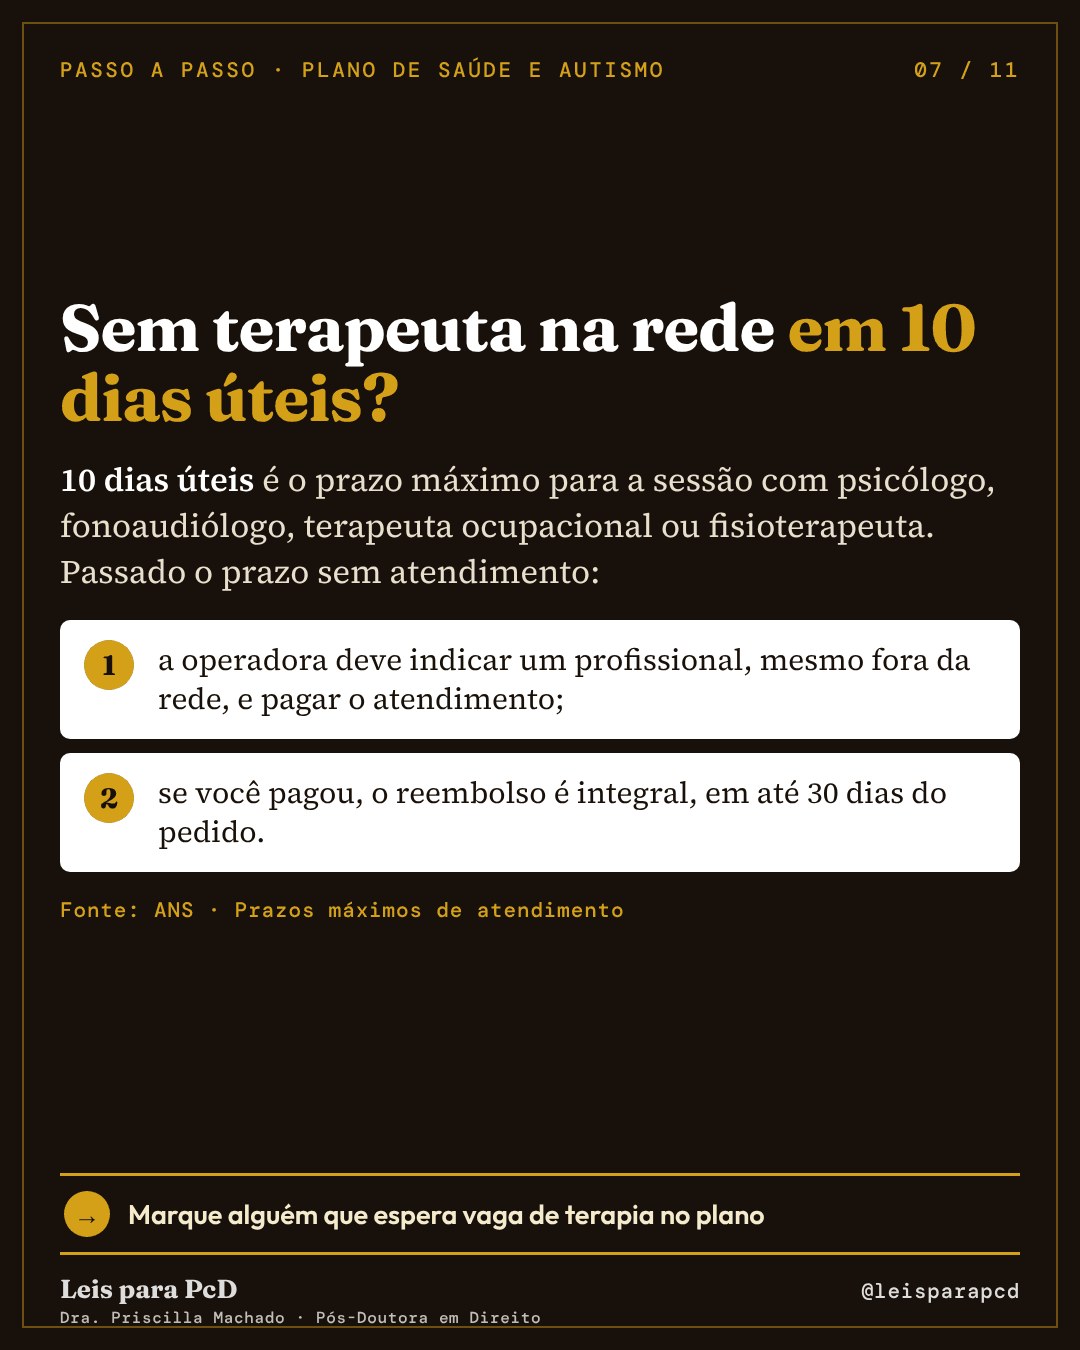 PASSO A PASSO · PLANO DE SAÚDE E AUTISMO
07 / 11
Sem terapeuta na rede em 10
dias úteis?
10 dias úteis é o prazo máximo para a sessão com psicólogo,
fonoaudiólogo, terapeuta ocupacional ou fisioterapeuta.
Passado o prazo sem atendimento:
1
a operadora deve indicar um profissional, mesmo fora da
rede, e pagar o atendimento;
2
se você pagou, o reembolso é integral, em até 30 dias do
pedido.
Fonte: ANS · Prazos máximos de atendimento
→ Marque alguém que espera vaga de terapia no plano
Leis para PcD
@leisparapcd
Dra. Priscilla Machado · Pós-Doutora em Direito